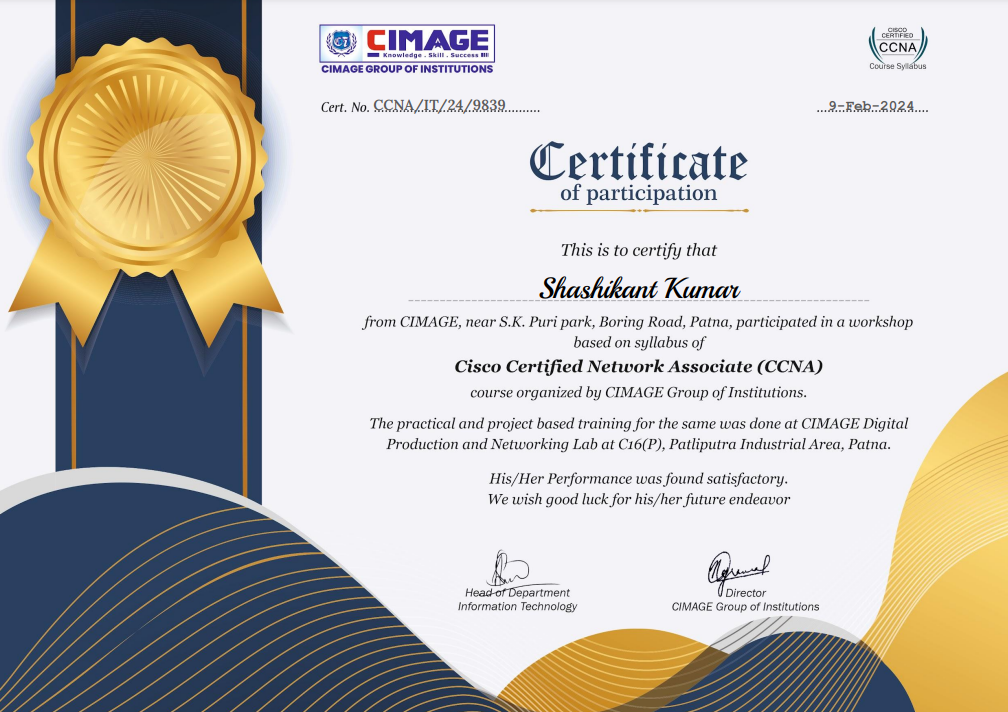 CIMAGE
Knowledge . Skill . Success
CIMAGE GROUP OF INSTITUTIONS
CISCO
CERTIFIED
CCNA
Course Syllabus
Cert. No. CCNA/IT/24/9839
9-Feb-2024
Certificate
of participation
This is to certify that
Shashikant Kumar
from CIMAGE, near S.K. Puri park, Boring Road, Patna, participated in a workshop
based on syllabus of
Cisco Certified Network Associate (CCNA)
course organized by CIMAGE Group of Institutions.
The practical and project based training for the same was done at CIMAGE Digital
Production and Networking Lab at C16(P), Patliputra Industrial Area, Patna.
His/Her Performance was found satisfactory.
We wish good luck for his/her future endeavor
Head of Department
Information Technology
Director
CIMAGE Group of Institutions